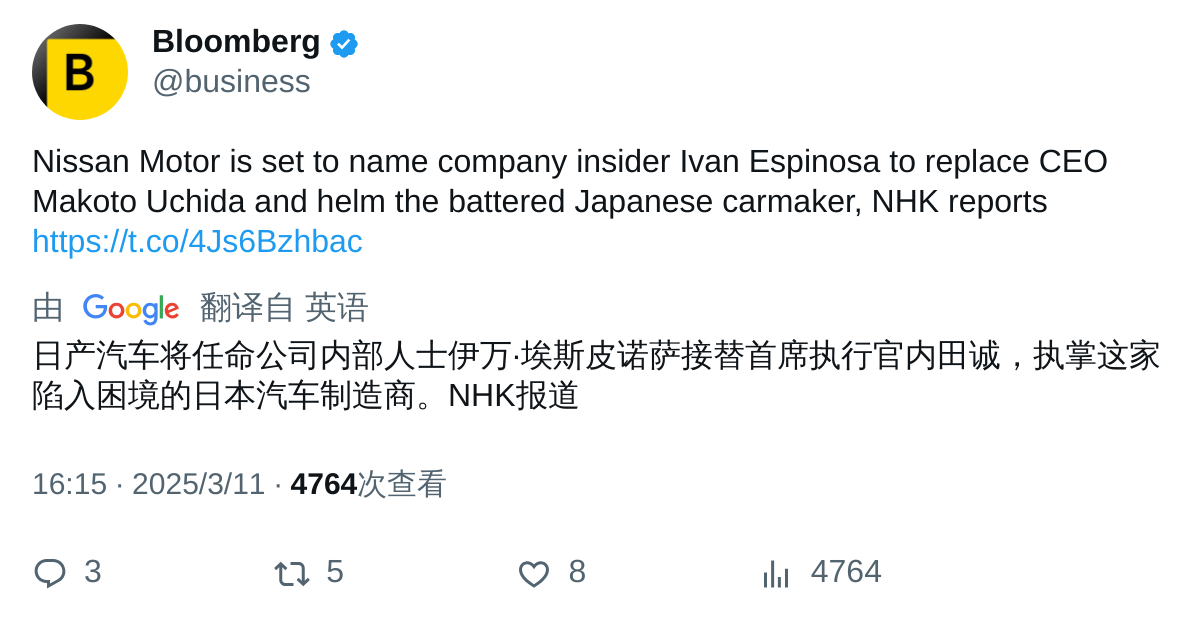 B
Bloomberg
@business
Nissan Motor is set to name company insider Ivan Espinosa to replace CEO
Makoto Uchida and helm the battered Japanese carmaker, NHK reports
https://t.co/4Js6Bzhbac
由 Google 翻译自 英语
日产汽车将任命公司内部人士伊万·埃斯皮诺萨接替首席执行官内田诚，执掌这家
陷入困境的日本汽车制造商。NHK报道
16:15 · 2025/3/11 · 4764次查看
3 5 8 4764